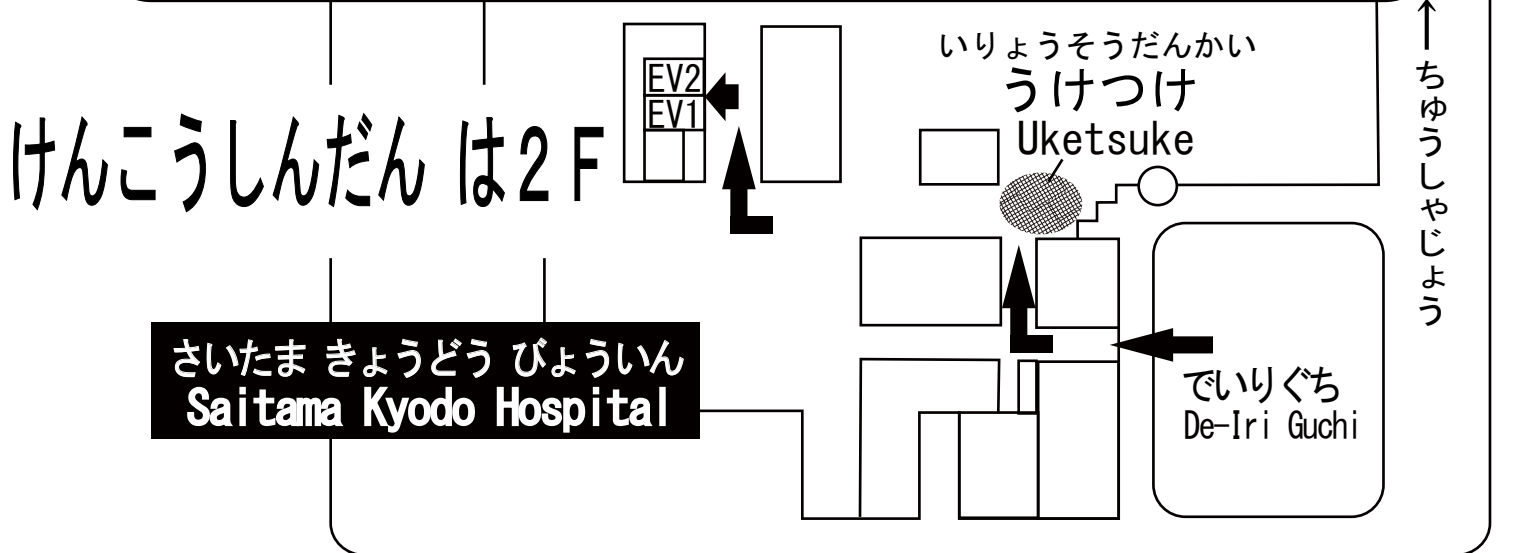 いりょうそうだんかい
うけつけ
Uketsuke
EV2
EV1
けんこうしんだん は2F
ちゅうしゃじょう
さいたま きょうどう びょういん
Saitama Kyodo Hospital
でいりぐち
De-Iri Guchi